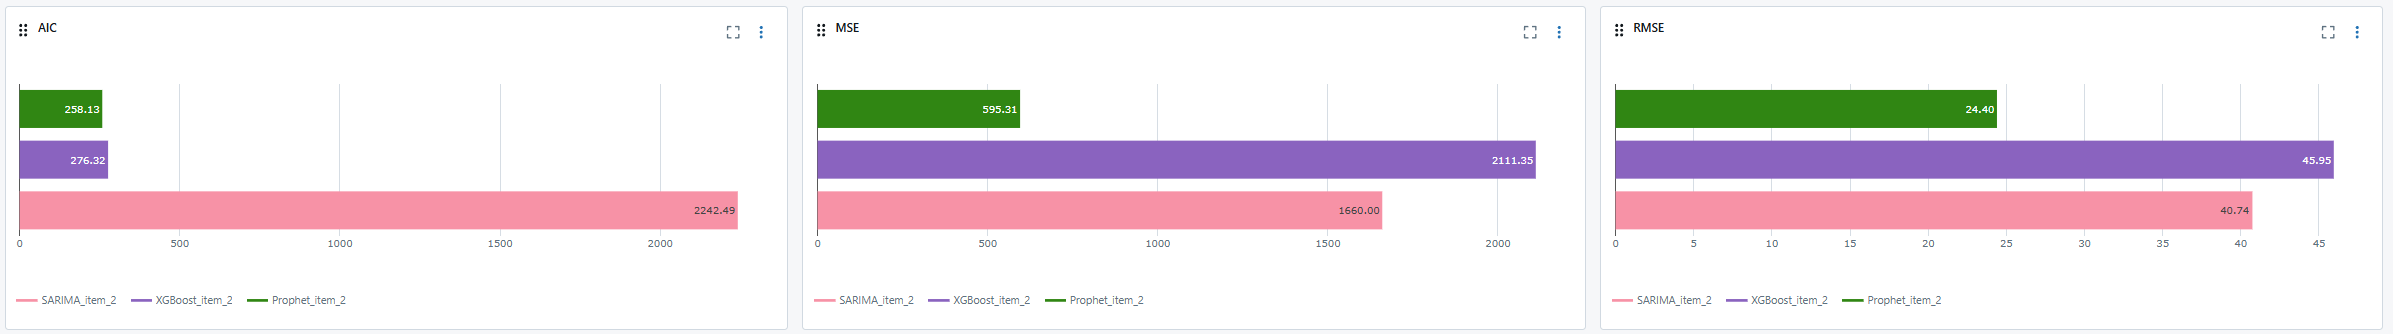 AIC
258.13
276.32
2242.49
0 500 1000 1500 2000
SARIMA_item_2 XGBoost_item_2 Prophet_item_2
MSE
595.31
2111.35
1660.00
0 500 1000 1500 2000
SARIMA_item_2 XGBoost_item_2 Prophet_item_2
RMSE
24.40
45.95
40.74
0 5 10 15 20 25 30 35 40 45
SARIMA_item_2 XGBoost_item_2 Prophet_item_2